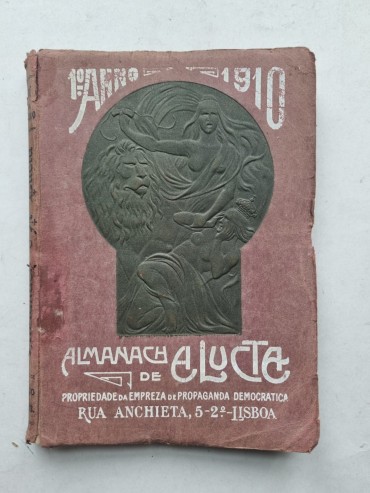 1º. ANNO 1910
ALMANACH
DE A LUCTA
PROPRIEDADE DA EMPREZA DE PROPAGANDA DEMOCRATICA
RUA ANCHIETA, 5-2º-LISBOA